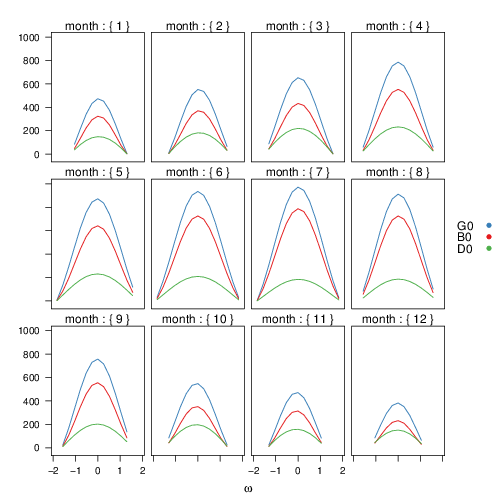 month : { 1 } month : { 2 } month : { 3 } month : { 4 }
1000
800
600
400
200
0
month : { 5 } month : { 6 } month : { 7 } month : { 8 }
G0
B0
D0
month : { 9 } month : { 10 } month : { 11 } month : { 12 }
1000
800
600
400
200
0
−2 −1 0 1 2 −2 −1 0 1 2
ω